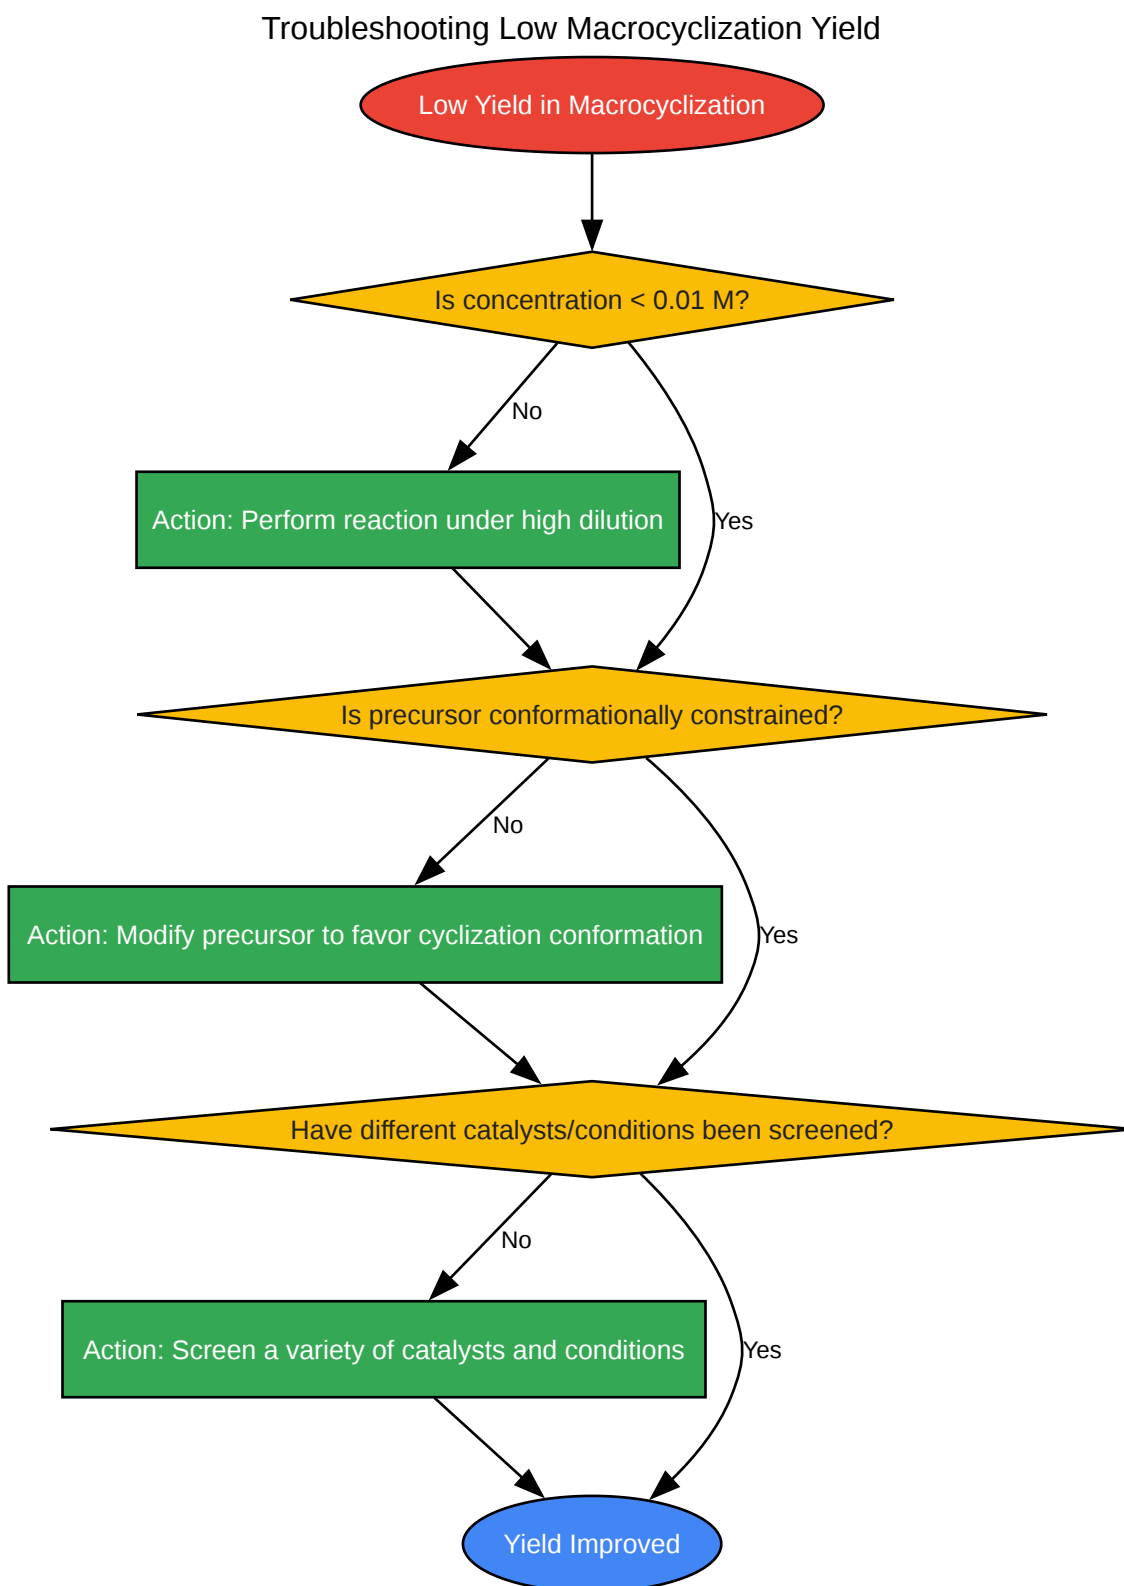 Troubleshooting Low Macrocyclization Yield
Low Yield in Macrocyclization
Is concentration < 0.01 M?
No
Action: Perform reaction under high dilution
Yes
Is precursor conformationally constrained?
No
Action: Modify precursor to favor cyclization conformation
Yes
Have different catalysts/conditions been screened?
No
Action: Screen a variety of catalysts and conditions
Yes
Yield Improved